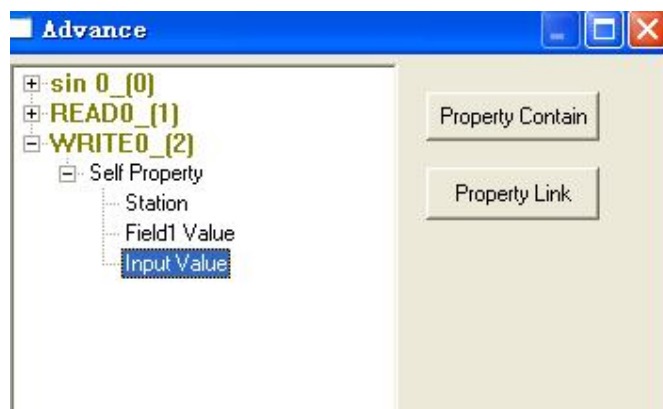 Advance
sin 0_(0)
READ0_(1)
WRITE0_(2)
Self Property
Station
Field1 Value
Input Value
Property Contain
Property Link